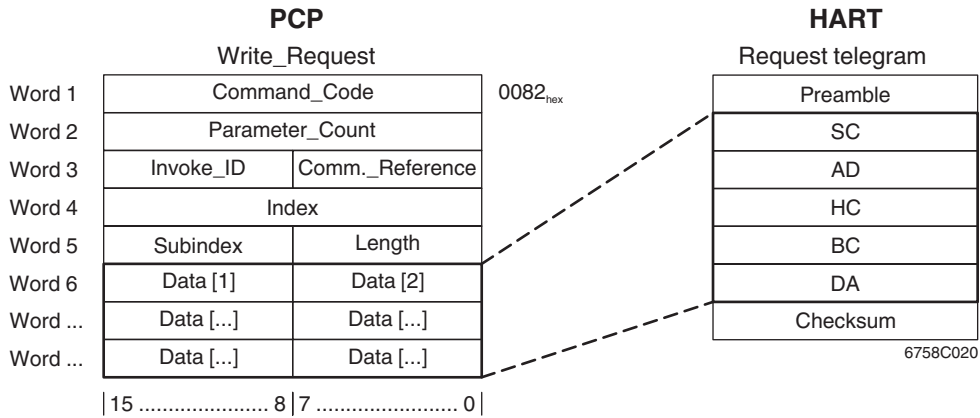 PCP HART
Write_Request Request telegram
Word 1 Command_Code 0082hex Preamble
Word 2 Parameter_Count SC
Word 3 Invoke_ID Comm._Reference AD
Word 4 Index HC
Word 5 Subindex Length BC
Word 6 Data [1] Data [2] DA
Word ... Data [...] Data [...] Checksum
Word ... Data [...] Data [...] 6758C020
15 ...................... 8 7 ........................ 0